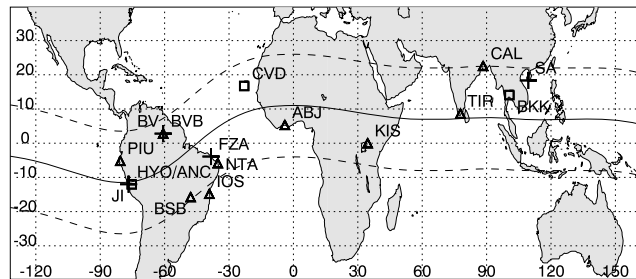 30
20
10
0
-10
-20
-30
CAL
SA
CVD
TIR
BKK
ABJ
BV
BVB
KIS
PIU
FZA
NTA
HYO/ANC
JI
IOS
BSB
-120 -90 -60 -30 0 30 60 90 120 150